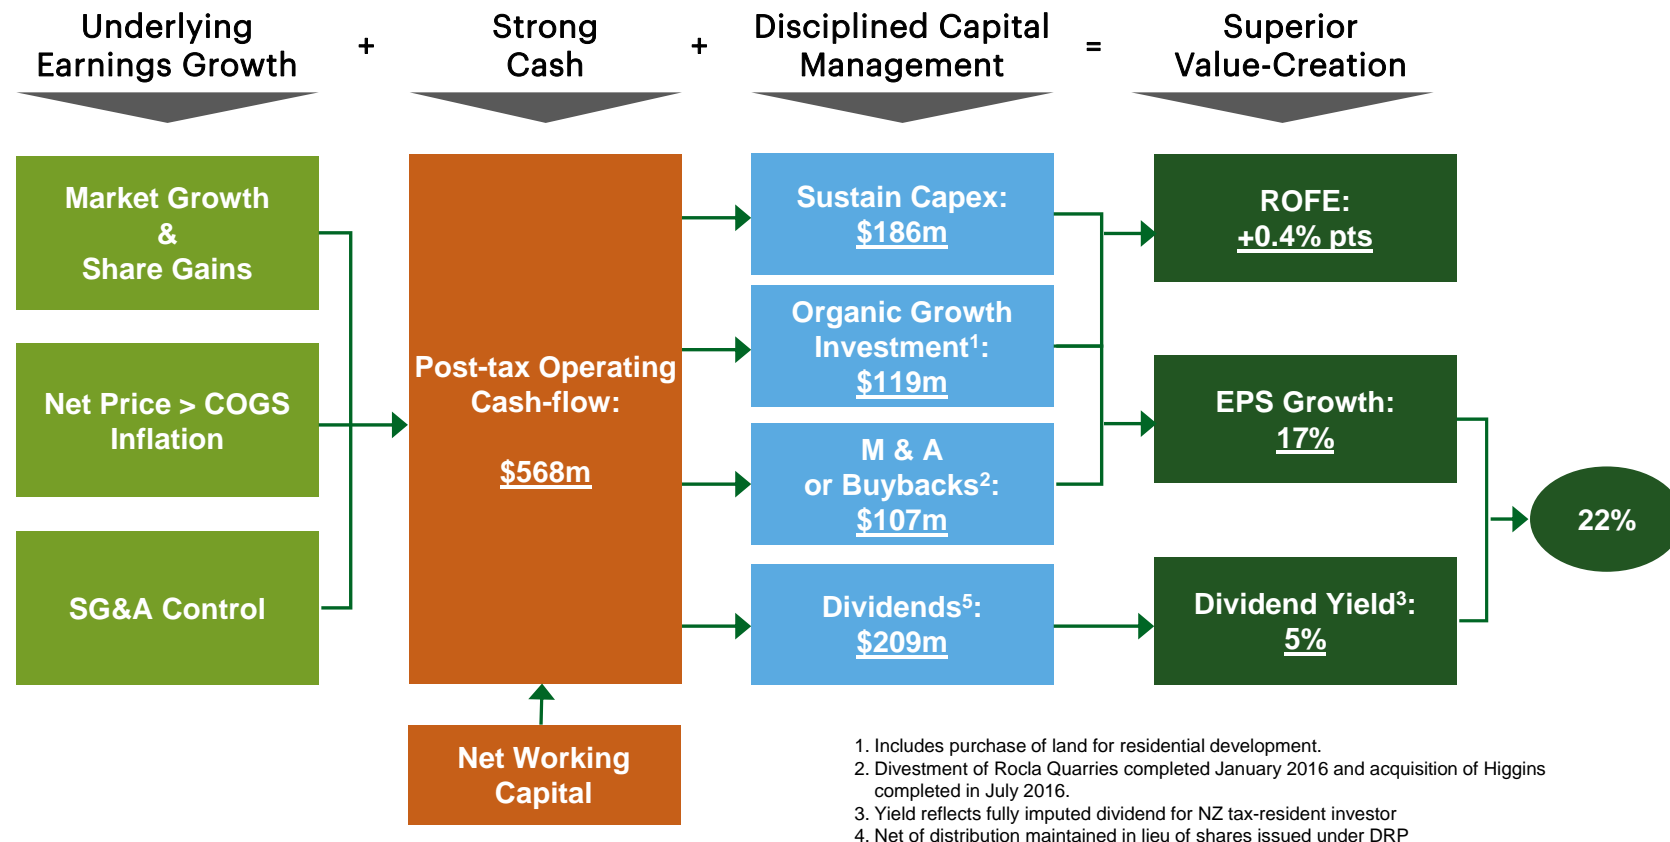 Underlying
Earnings Growth
+
Strong
Cash
+
Disciplined Capital
Management
=
Superior
Value-Creation
Market Growth
&
Share Gains
Net Price > COGS
Inflation
SG&A Control
Post-tax Operating
Cash-flow:
$568m
Net Working
Capital
Sustain Capex:
$186m
Organic Growth
Investment¹:
$119m
M & A
or Buybacks²:
$107m
Dividends⁵:
$209m
ROFE:
+0.4% pts
EPS Growth:
17%
Dividend Yield³:
5%
22%
1. Includes purchase of land for residential development.
2. Divestment of Rocla Quarries completed January 2016 and acquisition of Higgins
completed in July 2016.
3. Yield reflects fully imputed dividend for NZ tax-resident investor
4. Net of distribution maintained in lieu of shares issued under DRP